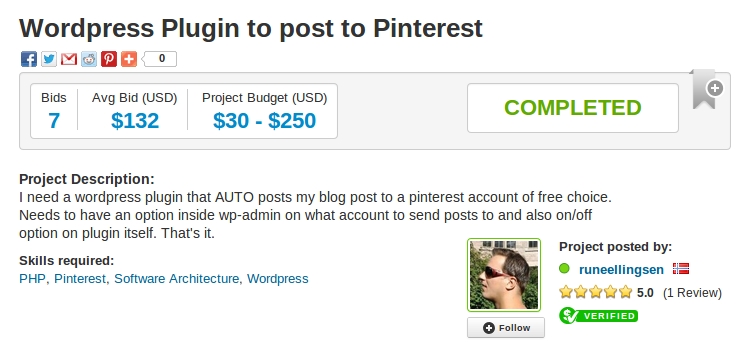 Wordpress Plugin to post to Pinterest
0
Bids
Avg Bid (USD)
Project Budget (USD)
7
$132
$30 - $250
COMPLETED
Project Description:
I need a wordpress plugin that AUTO posts my blog post to a pinterest account of free choice.
Needs to have an option inside wp-admin on what account to send posts to and also on/off
option on plugin itself. That's it.
Skills required:
PHP, Pinterest, Software Architecture, Wordpress
Project posted by:
runeellingsen
5.0 (1 Review)
VERIFIED
Follow